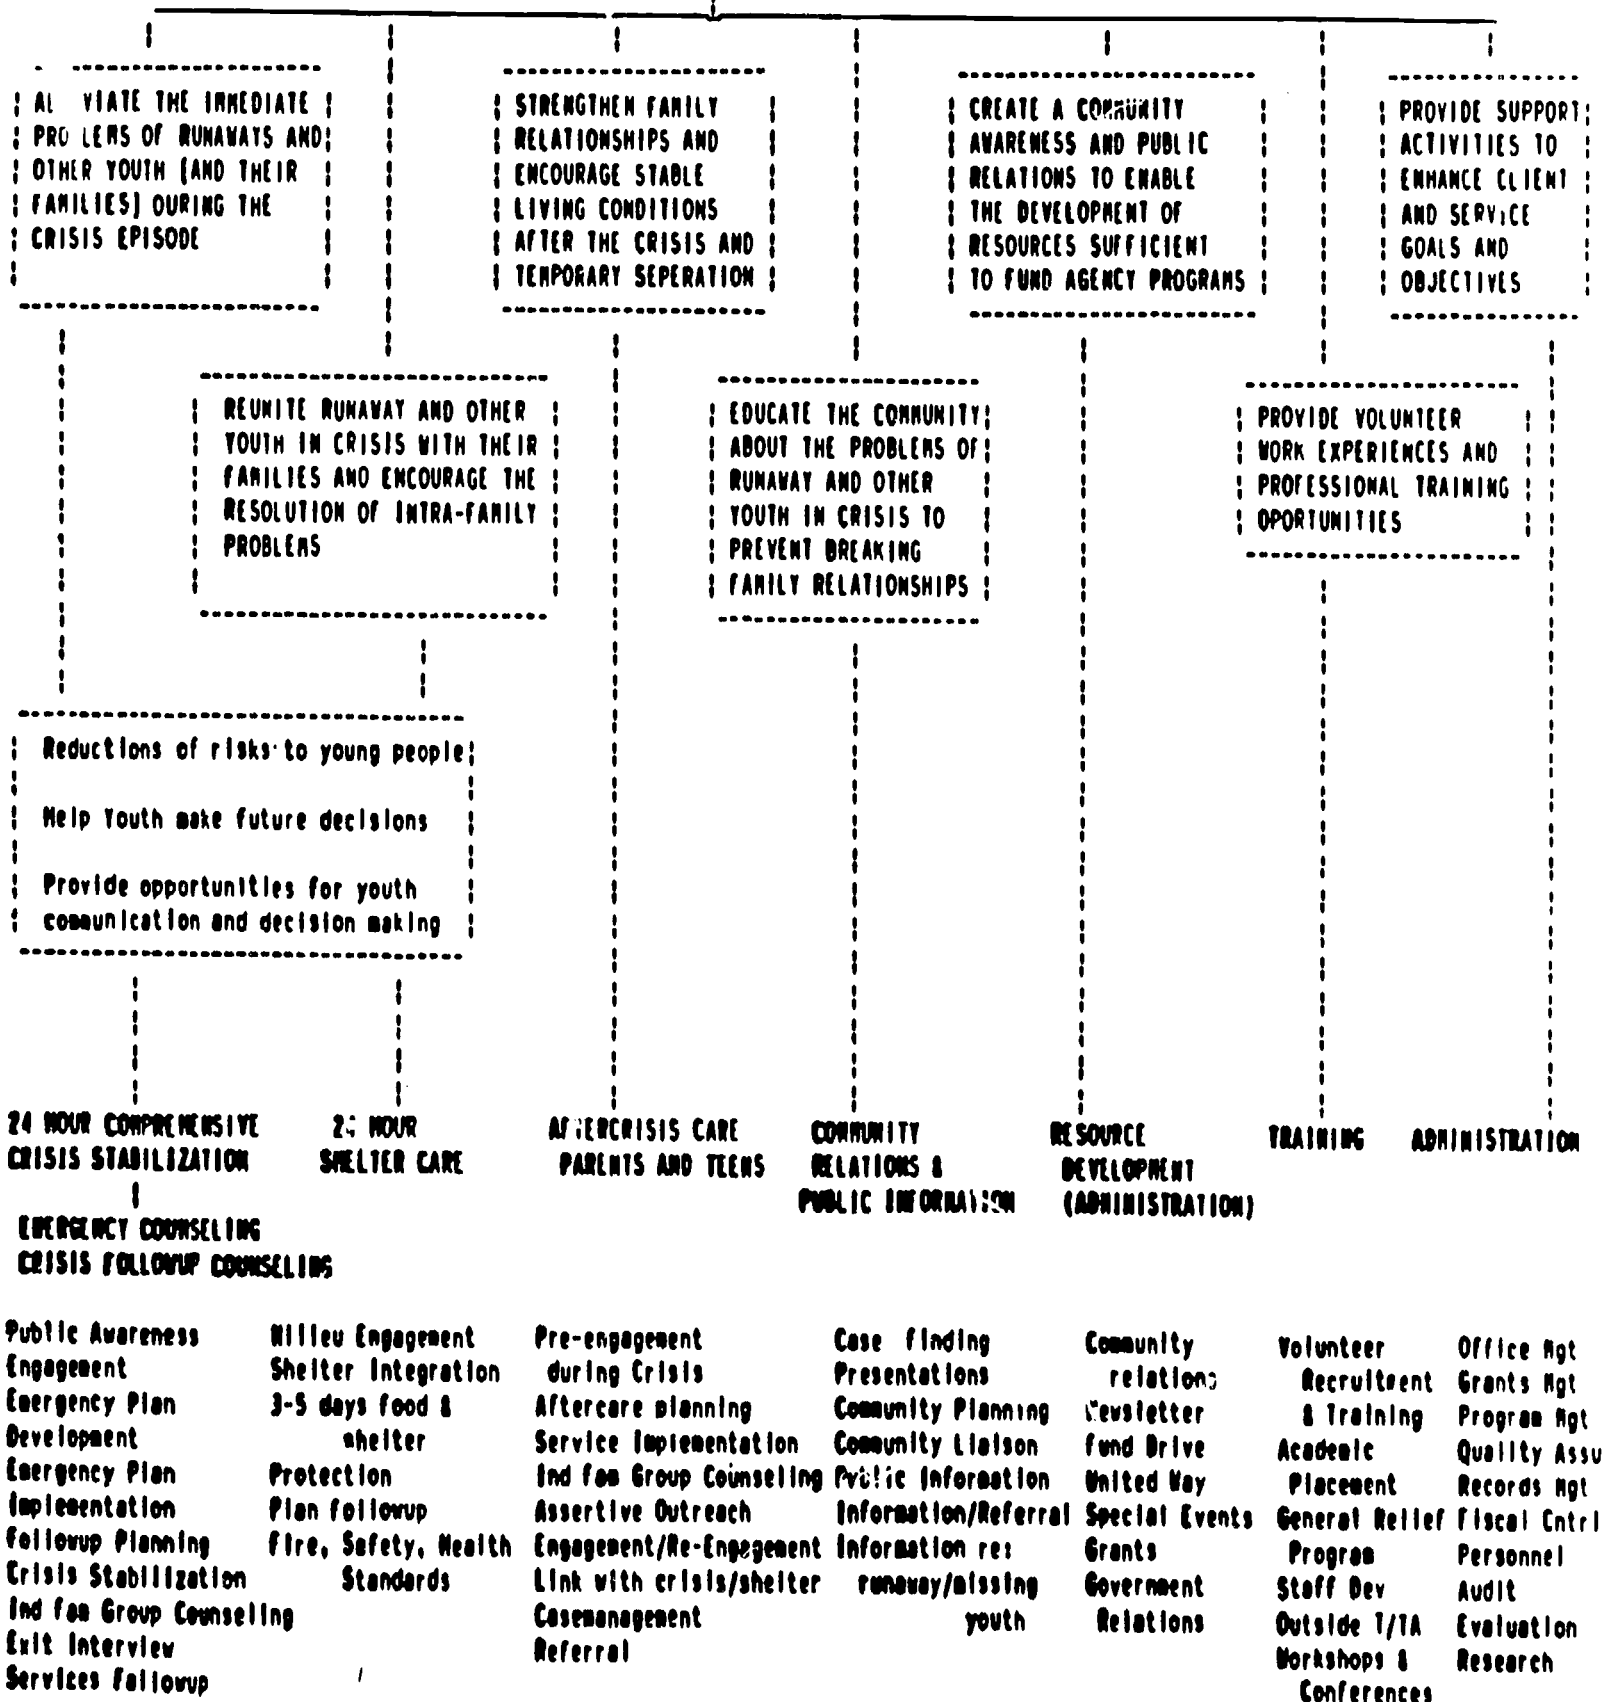 AL VIATE THE IMMEDIATE
PRO LEMS OF RUNAWAYS AND
OTHER YOUTH (AND THEIR
FAMILIES) OURING THE
CRISIS EPISODE
STRENGTHEN FAMILY
RELATIONSHIPS AND
ENCOURAGE STABLE
LIVING CONDITIONS
AFTER THE CRISIS AND
TEMPORARY SEPERATION
CREATE A COMMUNITY
AWARENESS AND PUBLIC
RELATIONS TO ENABLE
THE DEVELOPMENT OF
RESOURCES SUFFICIENT
TO FUND AGENCY PROGRAMS
PROVIDE SUPPORT
ACTIVITIES TO
ENHANCE CLIENT
AND SERVICE
GOALS AND
OBJECTIVES
REUNITE RUNAWAY AND OTHER
YOUTH IN CRISIS WITH THEIR
FAMILIES AND ENCOURAGE THE
RESOLUTION OF INTRA-FAMILY
PROBLEMS
EDUCATE THE COMMUNITY
ABOUT THE PROBLEMS OF
RUNAWAY AND OTHER
YOUTH IN CRISIS TO
PREVENT BREAKING
FAMILY RELATIONSHIPS
PROVIDE VOLUNTEER
WORK EXPERIENCES AND
PROFESSIONAL TRAINING
OPORTUNITIES
Reductions of risks to young people
Help Youth make future decisions
Provide opportunities for youth
communication and decision making
24 HOUR COMPREHENSIVE
CRISIS STABILIZATION
EMERGENCY COUNSELING
CRISIS FOLLOWUP COUNSELING
24 HOUR
SHELTER CARE
AFTERCRISIS CARE
PARENTS AND TEENS
COMMUNITY
RELATIONS &
PUBLIC INFORMATION
RESOURCE
DEVELOPMENT
(ADMINISTRATION)
TRAINING
ADMINISTRATION
Public Awareness
Engagement
Emergency Plan
Development
Emergency Plan
Implementation
Followup Planning
Crisis Stabilization
Ind fam Group Counseling
Exit Interview
Services Followup
Milieu Engagement
Shelter Integration
3-5 days food &
shelter
Protection
Plan followup
Fire, Safety, Health
Standards
Pre-engagement
during Crisis
Aftercare planning
Service Implementation
Ind fam Group Counseling
Assertive Outreach
Engagement/Re-Engagement
Link with crisis/shelter
Casemanagement
Referral
Case finding
Presentations
Community Planning
Community Liaison
Public Information
Information/Referral
Information re:
runaway/missing
youth
Community
relations
Newsletter
Fund Drive
United Way
Special Events
Grants
Government
Relations
Volunteer
Recruitment
& Training
Academic
Placement
General Relief
Program
Staff Dev
Outside T/TA
Workshops &
Conferences
Office Mgt
Grants Mgt
Program Mgt
Quality Assu
Records Mgt
Fiscal Cntrl
Personnel
Audit
Evaluation
Research